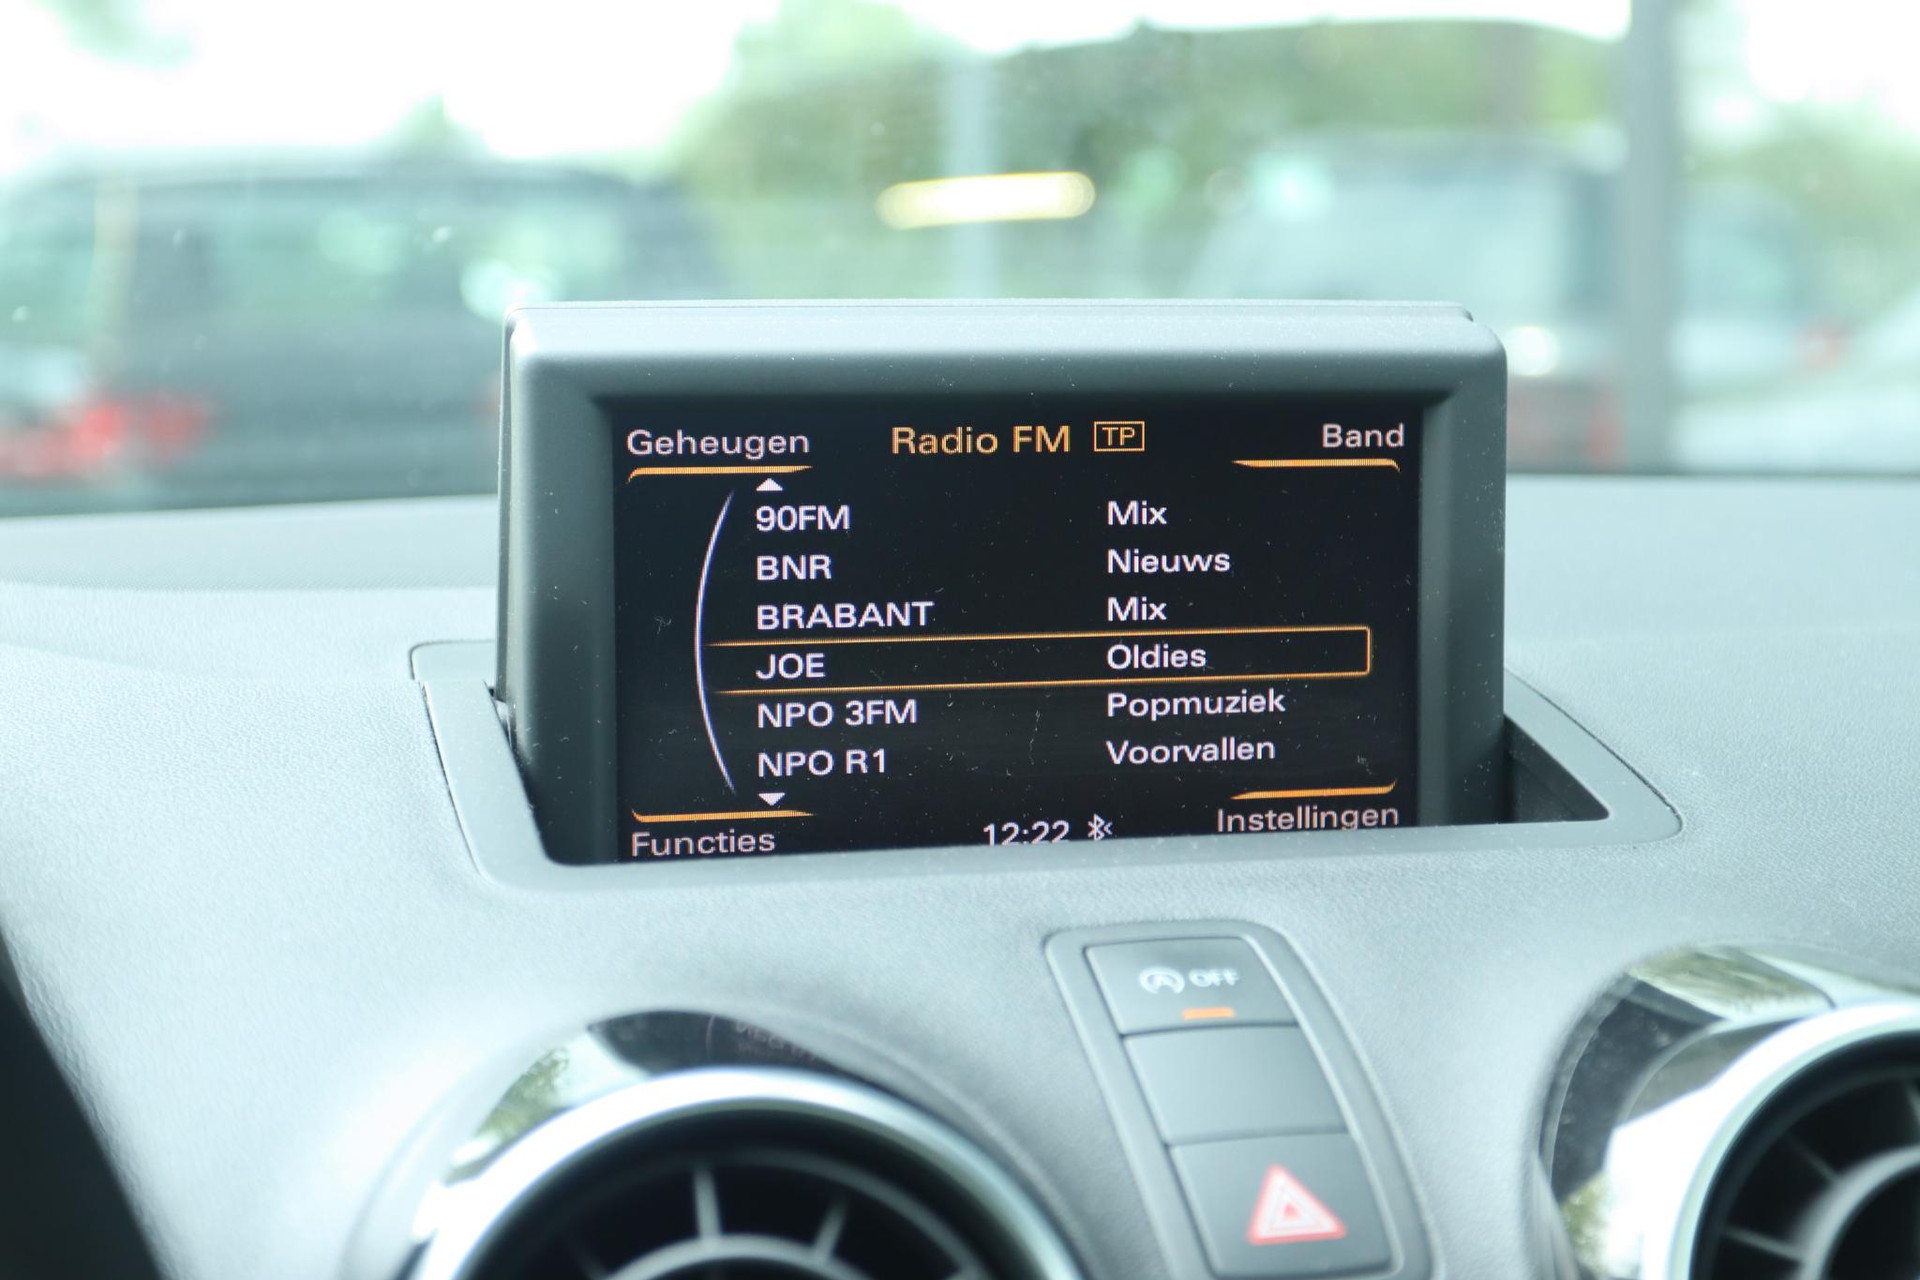 Geheugen Radio FM TP Band
90FM Mix
BNR Nieuws
BRABANT Mix
JOE Oldies
NPO 3FM Popmuziek
NPO R1 Voorvallen
Functies 12:22 Instellingen
A OFF